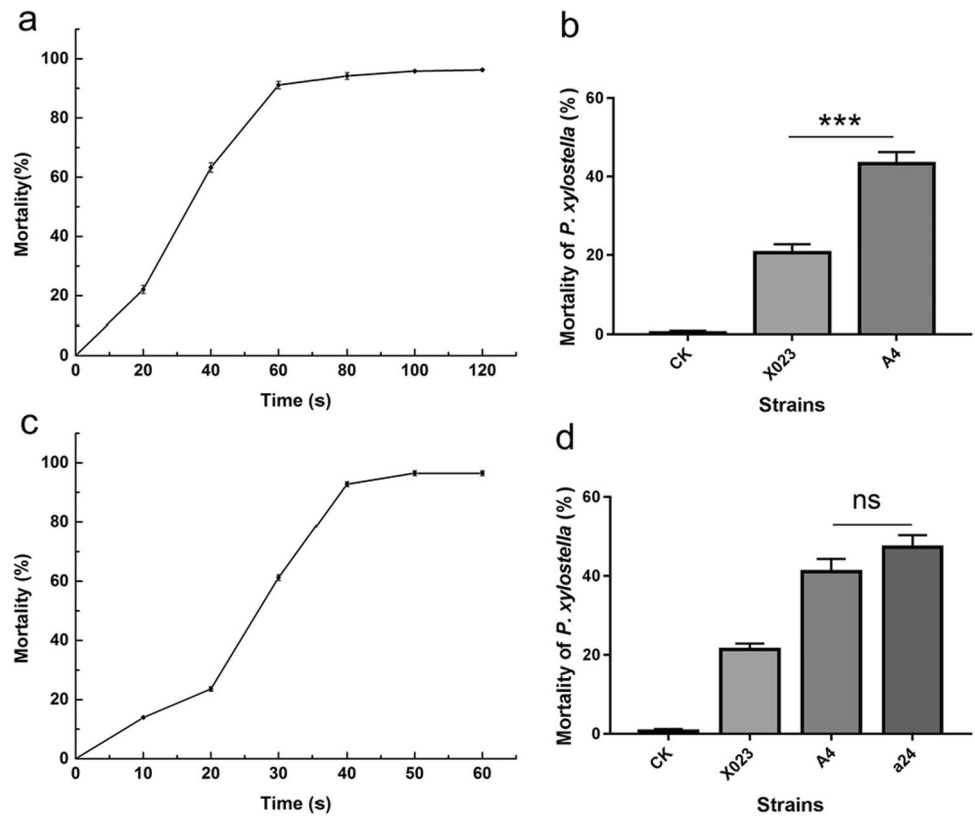 a
Mortality(%)
100
80
60
40
20
0
0 20 40 60 80 100 120
Time (s)
b
Mortality of P. xylostella (%)
60
40
20
0
***
CK X023 A4
Strains
c
Mortality (%)
100
80
60
40
20
0
0 10 20 30 40 50 60
Time (s)
d
Mortality of P. xylostella (%)
60
40
20
0
ns
CK X023 A4 a24
Strains